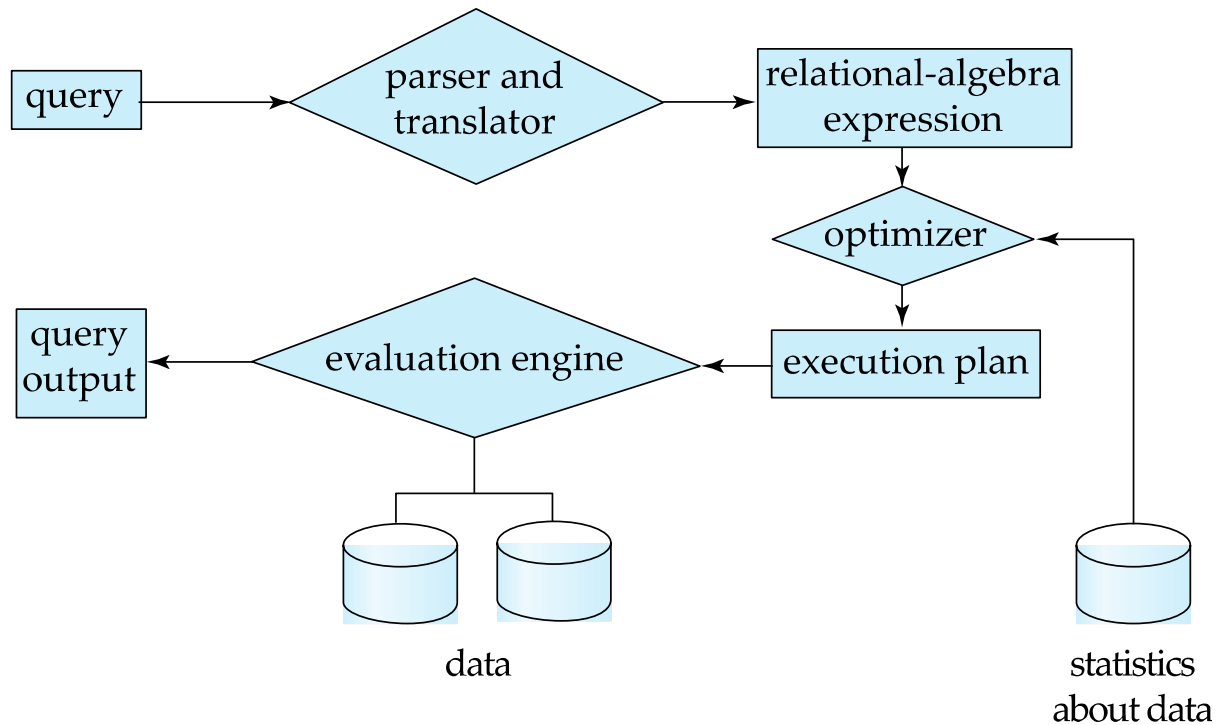 query
parser and
translator
relational-algebra
expression
optimizer
query
output
evaluation engine
execution plan
data
statistics
about data